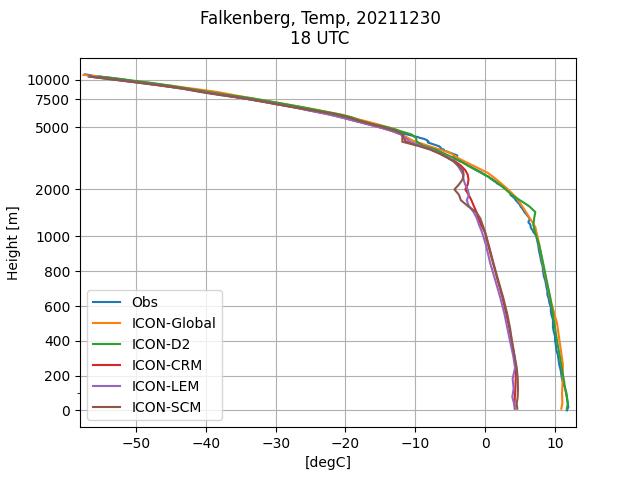 Falkenberg, Temp, 20211230
18 UTC
10000
7500
5000
2000
1000
800
600
400
200
0
Height [m]
Obs
ICON-Global
ICON-D2
ICON-CRM
ICON-LEM
ICON-SCM
−50
−40
−30
−20
−10
0
10
[degC]